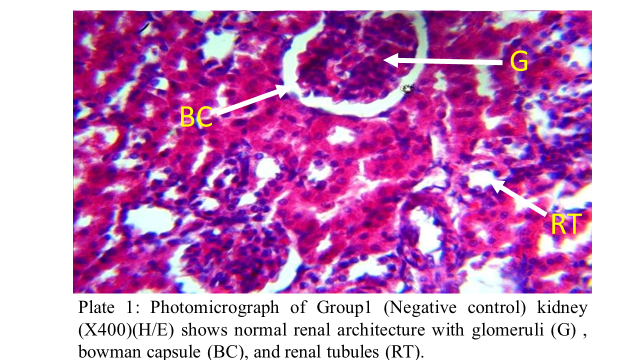 G
BC
RT
Plate 1: Photomicrograph of Group1 (Negative control) kidney
(X400)(H/E) shows normal renal architecture with glomeruli (G) ,
bowman capsule (BC), and renal tubules (RT).